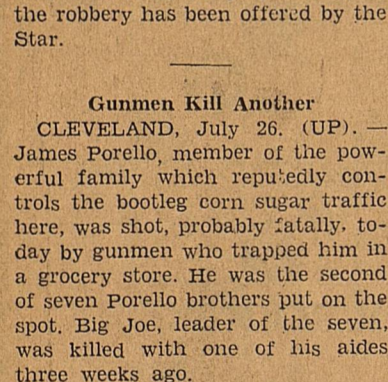 the robbery has been offered by the
Star.
Gunmen Kill Another
CLEVELAND, July 26. (UP). —
James Porello, member of the pow-
erful family which reputedly con-
trols the bootleg corn sugar traffic
here, was shot, probably fatally, to-
day by gunmen who trapped him in
a grocery store. He was the second
of seven Porello brothers put on the
spot. Big Joe, leader of the seven,
was killed with one of his aides
three weeks ago.